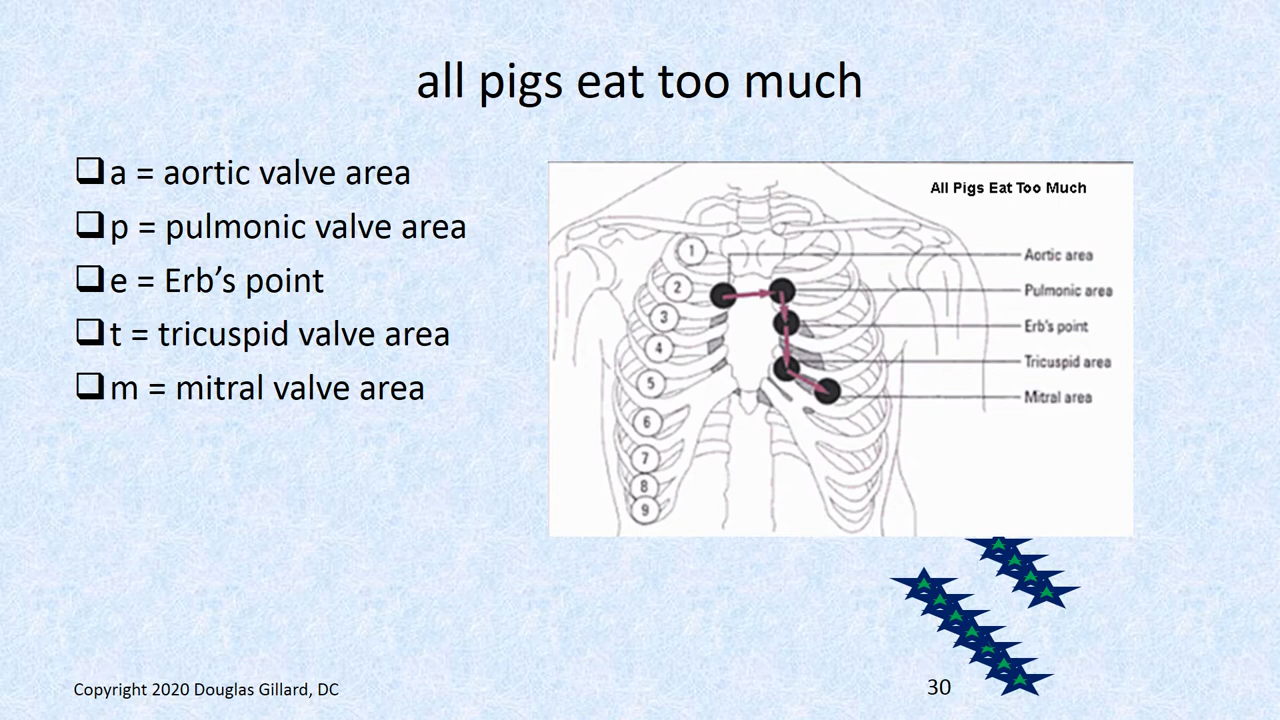 all pigs eat too much
a = aortic valve area
p = pulmonic valve area
e = Erb’s point
t = tricuspid valve area
m = mitral valve area
All Pigs Eat Too Much
1
2
3
4
5
6
7
8
9
Aortic area
Pulmonic area
Erb's point
Tricuspid area
Mitral area
Copyright 2020 Douglas Gillard, DC
30